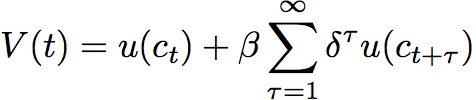 V(t) = u(c_t) + β ∑_{τ=1}^{∞} δ^τ u(c_{t+τ})